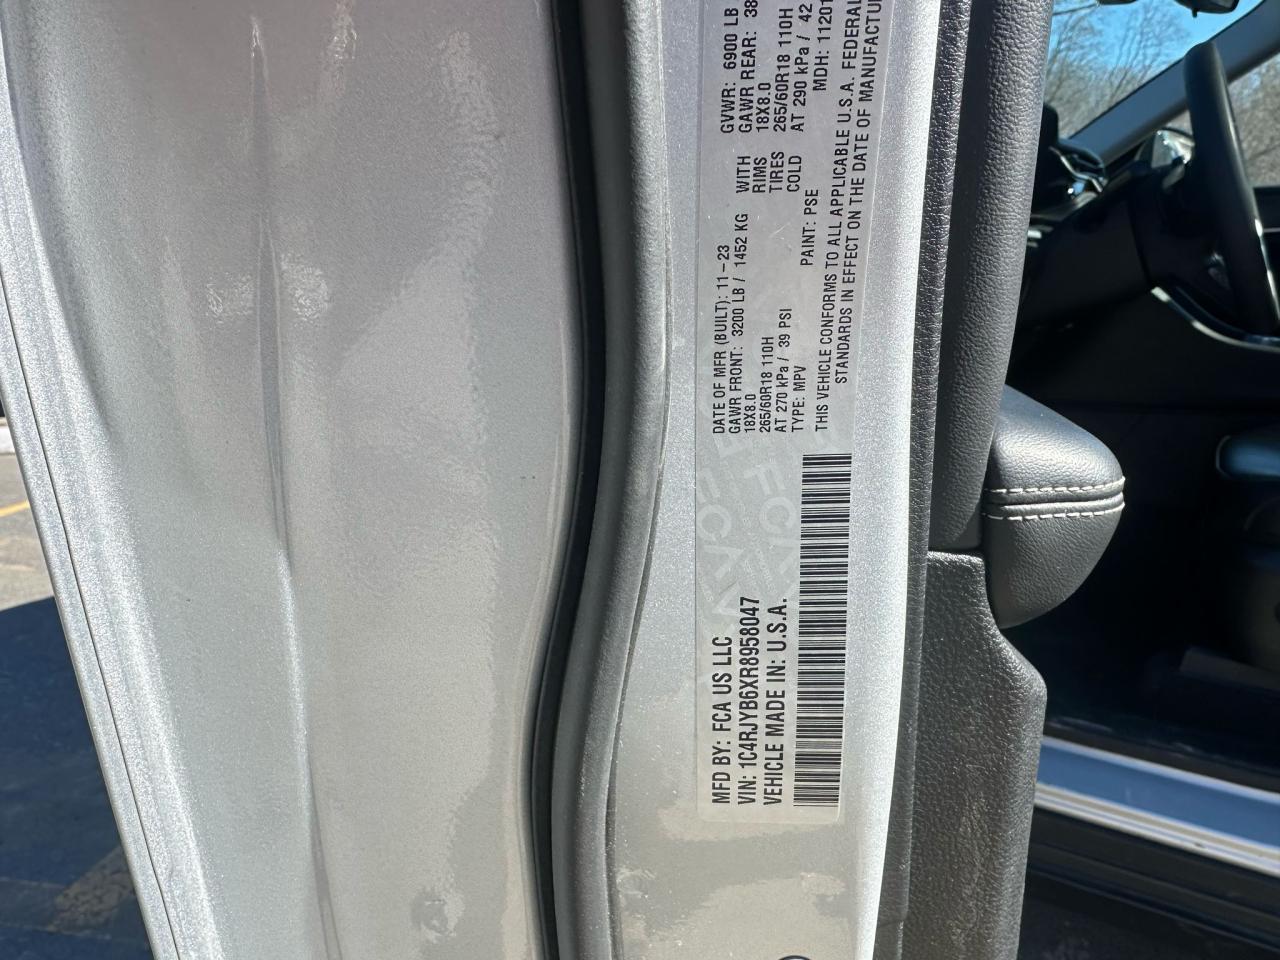 MFD BY: FCA US LLC
VIN: 1C4RJYB6XR8958047
VEHICLE MADE IN: U.S.A.
DATE OF MFR (BUILT): 11-23 GVWR: 6900 LB
GAWR FRONT: 3200 LB / 1452 KG WITH GAWR REAR: 38
18X8.0 RIMS 18X8.0
265/60R18 110H TIRES 265/60R18 110H
AT 270 kPa / 39 PSI COLD AT 290 kPa / 42
TYPE: MPV PAINT: PSE MDH: 11201
THIS VEHICLE CONFORMS TO ALL APPLICABLE U.S.A. FEDERAL
STANDARDS IN EFFECT ON THE DATE OF MANUFACTU
FCA
FCA